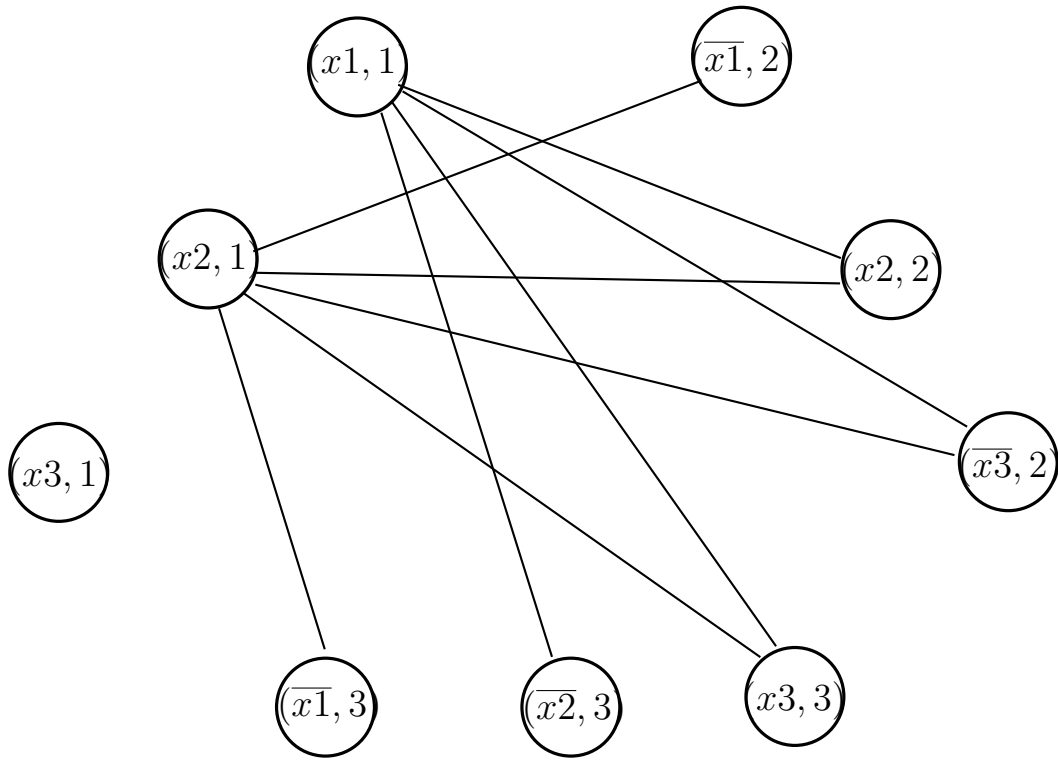 (x1, 1)
(x̅1̅, 2)
(x2, 1)
(x2, 2)
(x3, 1)
(x̅3̅, 2)
(x̅1̅, 3)
(x̅2̅, 3)
(x3, 3)